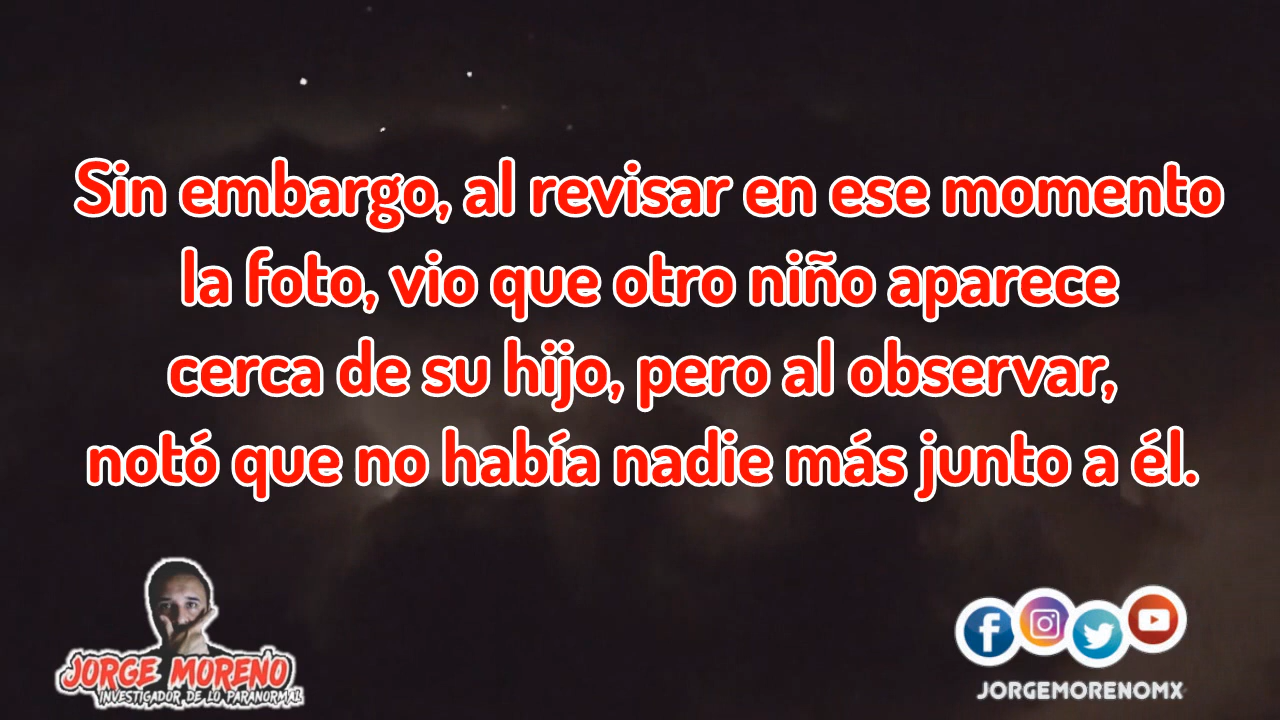 Sin embargo, al revisar en ese momento
la foto, vio que otro niño aparece
cerca de su hijo, pero al observar,
notó que no había nadie más junto a él.
JORGE MORENO
INVESTIGADOR DE LO PARANORMAL
JORGEMORENOMX